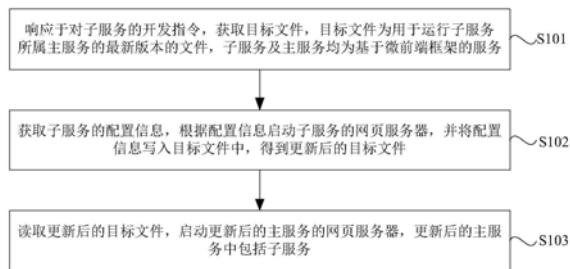 响应于对子服务的开发指令，获取目标文件，目标文件为用于运行子服务
所属主服务的最新版本的文件，子服务及主服务均为基于微前端框架的服务
S101
获取子服务的配置信息，根据配置信息启动子服务的网页服务器，并将配置
信息写入目标文件中，得到更新后的目标文件
S102
读取更新后的目标文件，启动更新后的主服务的网页服务器，更新后的主服
务中包括子服务
S103